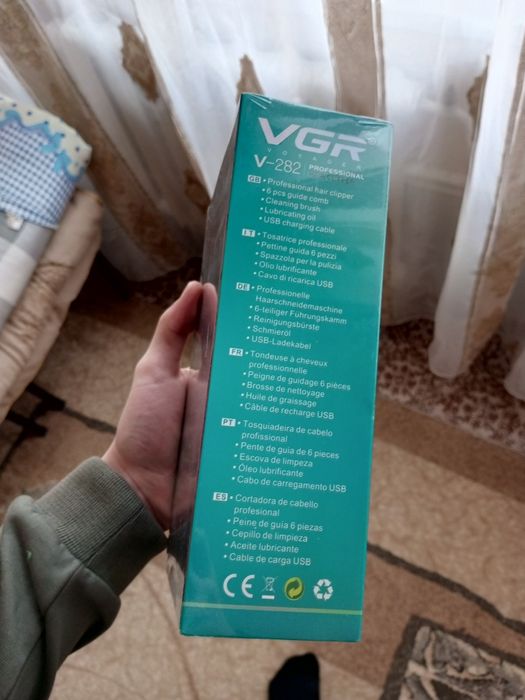 VGR®
VOYAGER
V-282 PROFESSIONAL
GB • Professional hair clipper
• 6 pcs guide comb
• Cleaning brush
• Lubricating oil
• USB charging cable
IT • Tosatrice professionale
• Pettine guida 6 pezzi
• Spazzola per la pulizia
• Olio lubrificante
• Cavo di ricarica USB
DE • Professionelle
Haarschneidemaschine
• 6-teiliger Führungskamm
• Reinigungsbürste
• Schmieröl
• USB-Ladekabel
FR • Tondeuse à cheveux
professionnelle
• Peigne de guidage 6 pièces
• Brosse de nettoyage
• Huile de graissage
• Câble de recharge USB
PT • Tosquiadeira de cabelo
profissional
• Pente de guia de 6 pieces
• Escova de limpeza
• Óleo lubrificante
• Cabo de carregamento USB
ES • Cortadora de cabello
profesional
• Peine de guia 6 piezas
• Cepillo de limpieza
• Aceite lubricante
• Cable de carga USB
CE